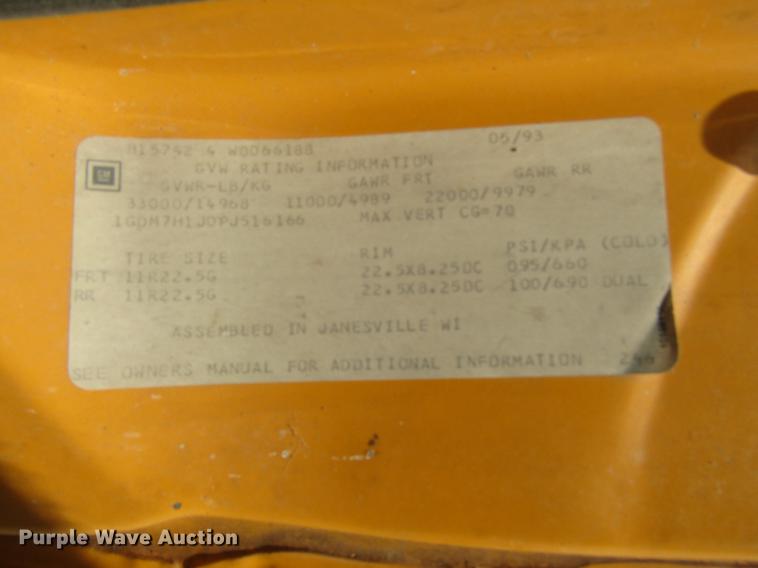 815742 4 W0066188 05/93
GM
GVW RATING INFORMATION
GVWR-LB/KG GAWR FRT GAWR RR
33000/14968 11000/4989 22000/9979
1GDM7H1J0PJ516166 MAX VERT CG=70
TIRE SIZE RIM PSI/KPA (COLD)
FRT 11R22.5G 22.5X8.25DC 095/660
RR 11R22.5G 22.5X8.25DC 100/690 DUAL
ASSEMBLED IN JANESVILLE WI
SEE OWNERS MANUAL FOR ADDITIONAL INFORMATION 246
Purple Wave Auction